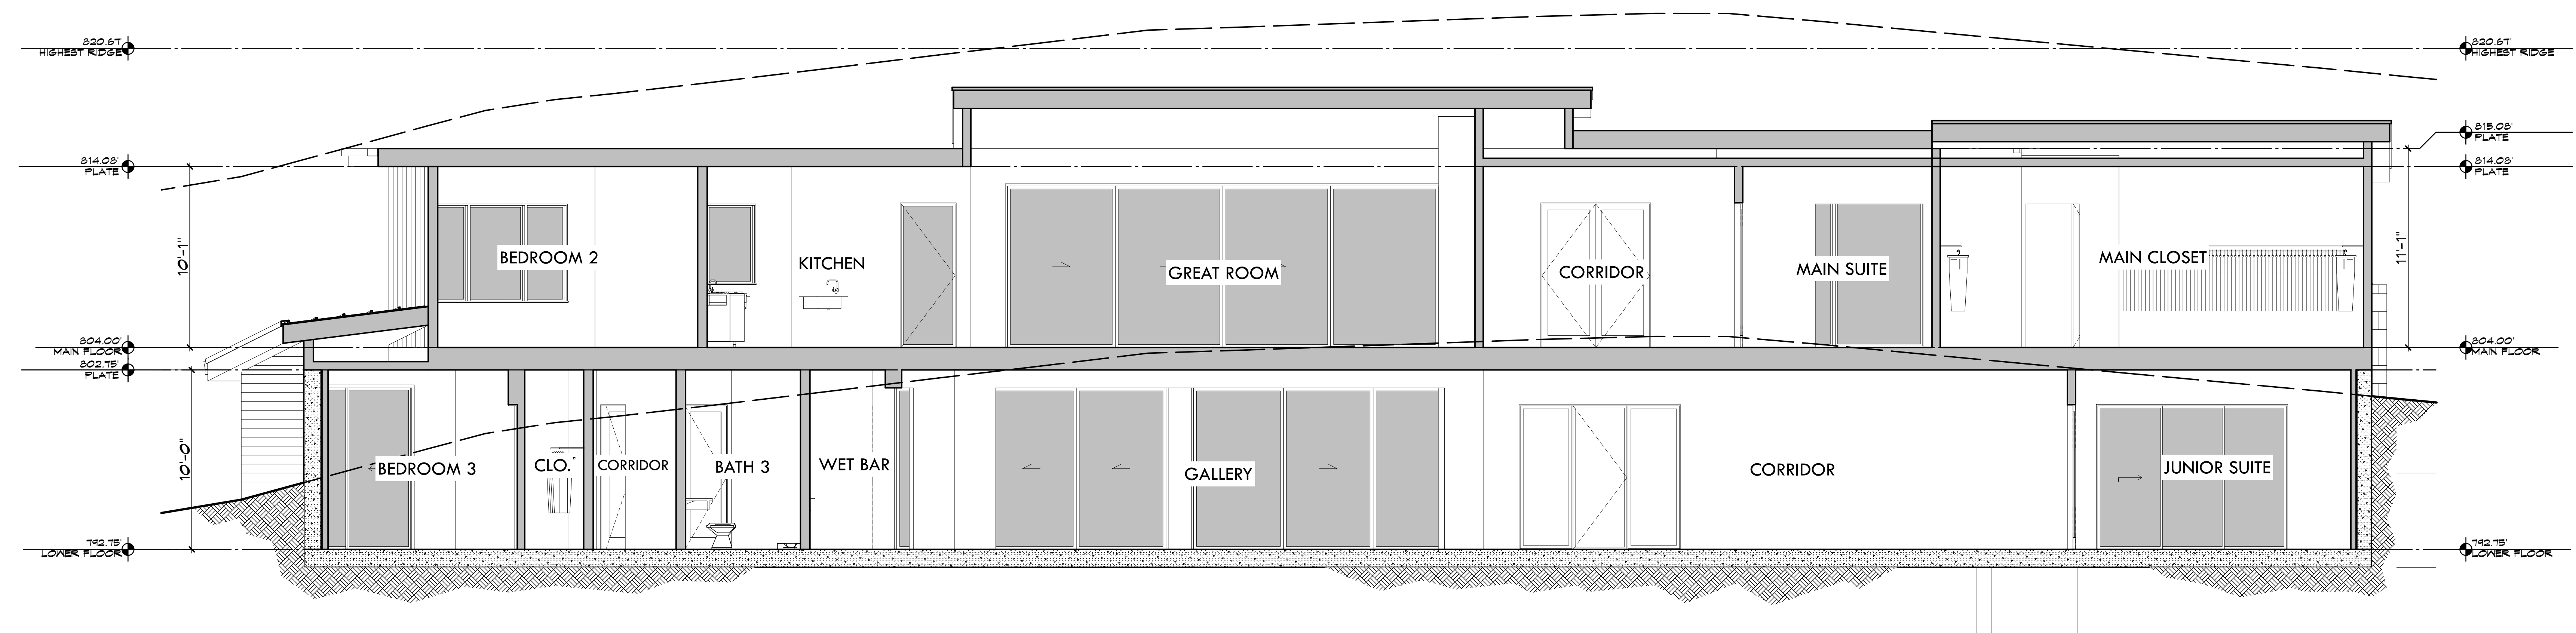 820.67'
HIGHEST RIDGE
820.67'
HIGHEST RIDGE
815.08'
PLATE
814.08'
PLATE
814.08'
PLATE
10'-1"
11'-1"
BEDROOM 2
KITCHEN
GREAT ROOM
CORRIDOR
MAIN SUITE
MAIN CLOSET
804.00'
MAIN FLOOR
804.00'
MAIN FLOOR
802.75'
PLATE
10'-0"
BEDROOM 3
CLO.
CORRIDOR
BATH 3
WET BAR
GALLERY
CORRIDOR
JUNIOR SUITE
792.75'
LOWER FLOOR
792.75'
LOWER FLOOR